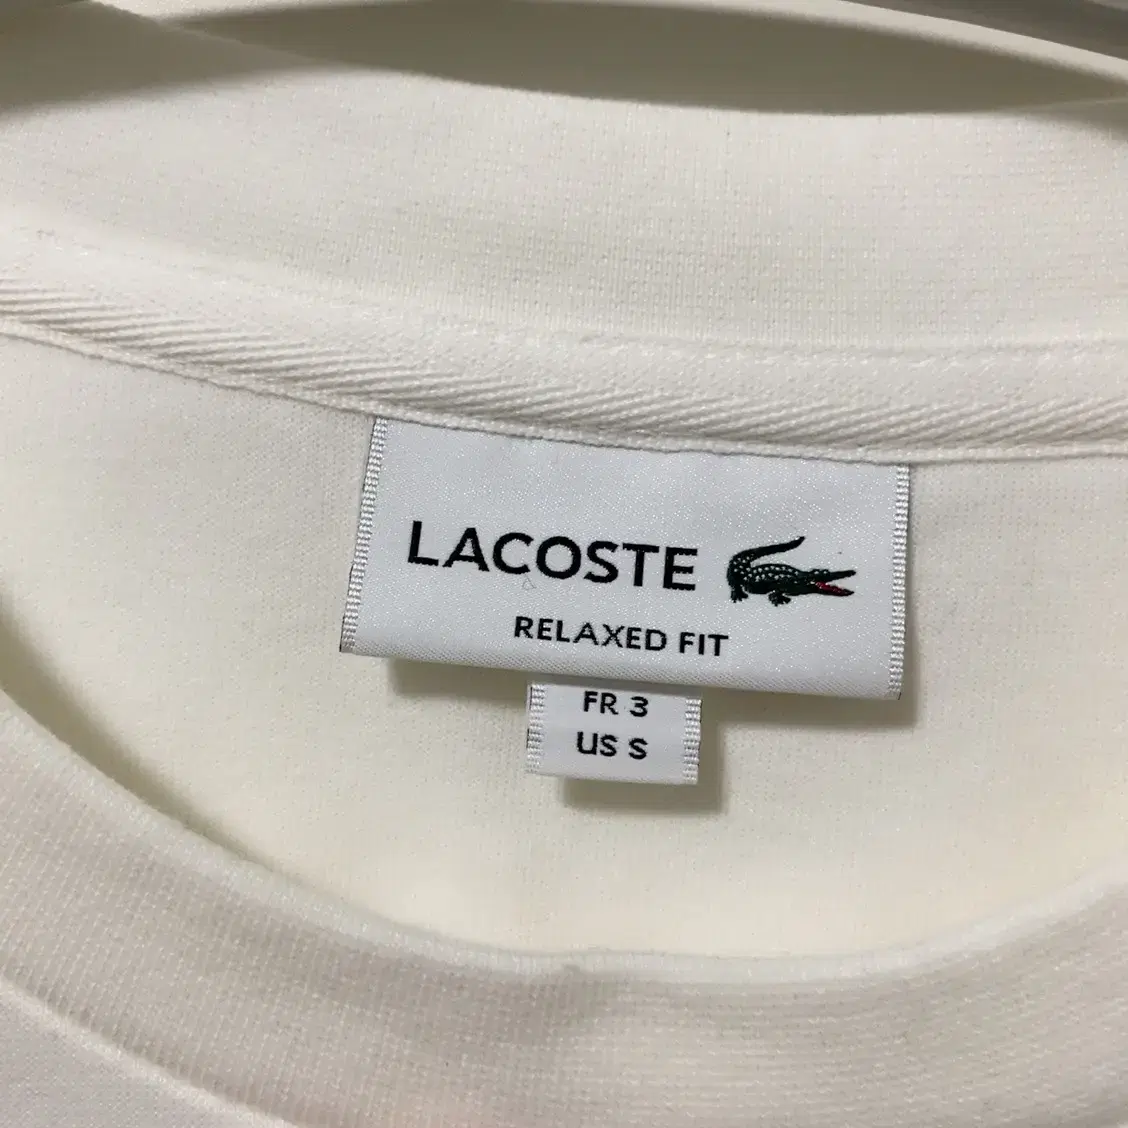 LACOSTE
RELAXED FIT
FR 3
US S